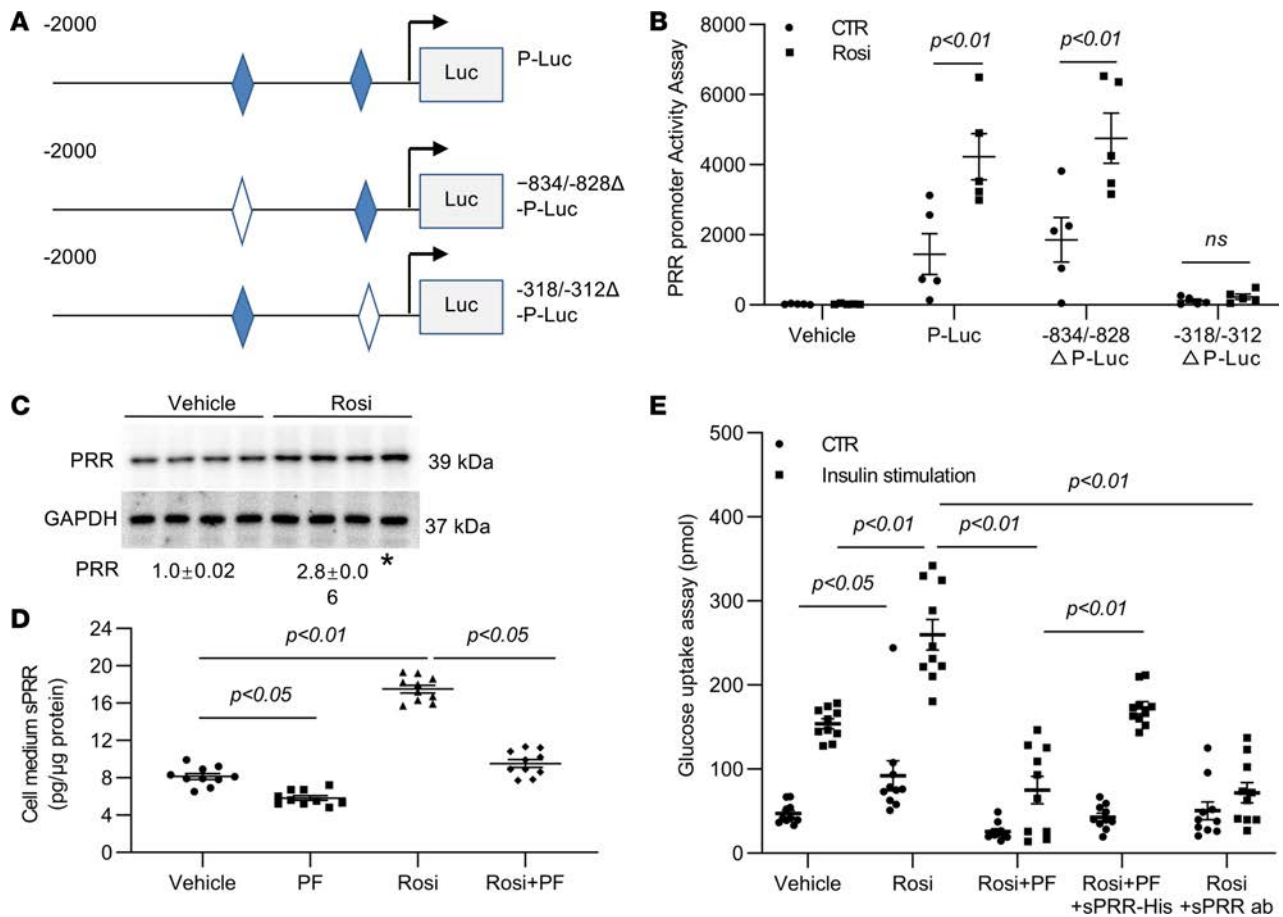 A
-2000
Luc
P-Luc
-2000
Luc
−834/-828Δ
-P-Luc
-2000
Luc
-318/-312Δ
-P-Luc
B
CTR
Rosi
PRR promoter Activity Assay
8000
6000
4000
2000
0
p<0.01
p<0.01
ns
Vehicle
P-Luc
-834/-828
△ P-Luc
-318/-312
△ P-Luc
C
Vehicle
Rosi
PRR
39 kDa
GAPDH
37 kDa
PRR
1.0±0.02
2.8±0.0
6
*
D
Cell medium sPRR
(pg/µg protein)
24
20
16
12
8
4
0
p<0.01
p<0.05
p<0.05
Vehicle
PF
Rosi
Rosi+PF
E
CTR
Insulin stimulation
Glucose uptake assay (pmol)
500
400
300
200
100
0
p<0.01
p<0.01
p<0.01
p<0.05
p<0.01
Vehicle
Rosi
Rosi+PF
Rosi+PF
+sPRR-His
Rosi
+sPRR ab